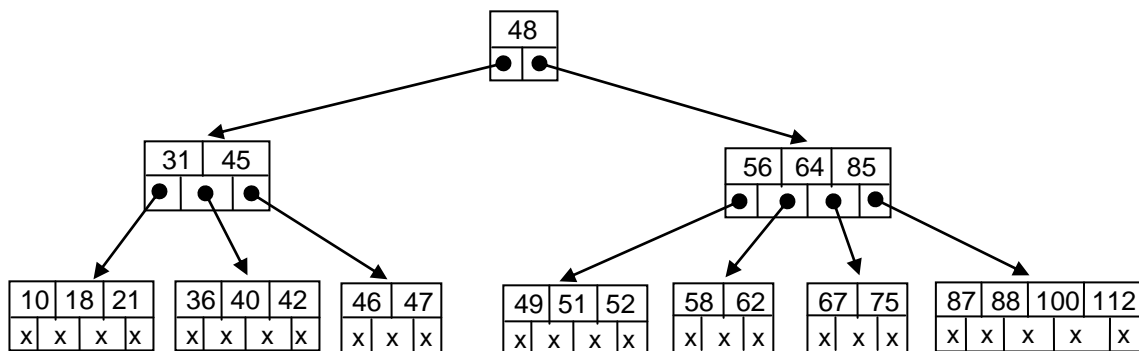 48
31 45
56 64 85
10 18 21
36 40 42
46 47
49 51 52
58 62
67 75
87 88 100 112
x x x x
x x x x
x x x
x x x x
x x x
x x x
x x x x x